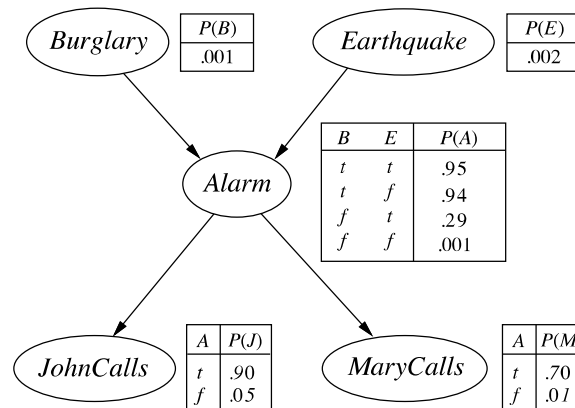 Burglary
P(B)
.001
Earthquake
P(E)
.002
Alarm
B E P(A)
t t .95
t f .94
f t .29
f f .001
JohnCalls
A P(J)
t .90
f .05
MaryCalls
A P(M
t .70
f .01